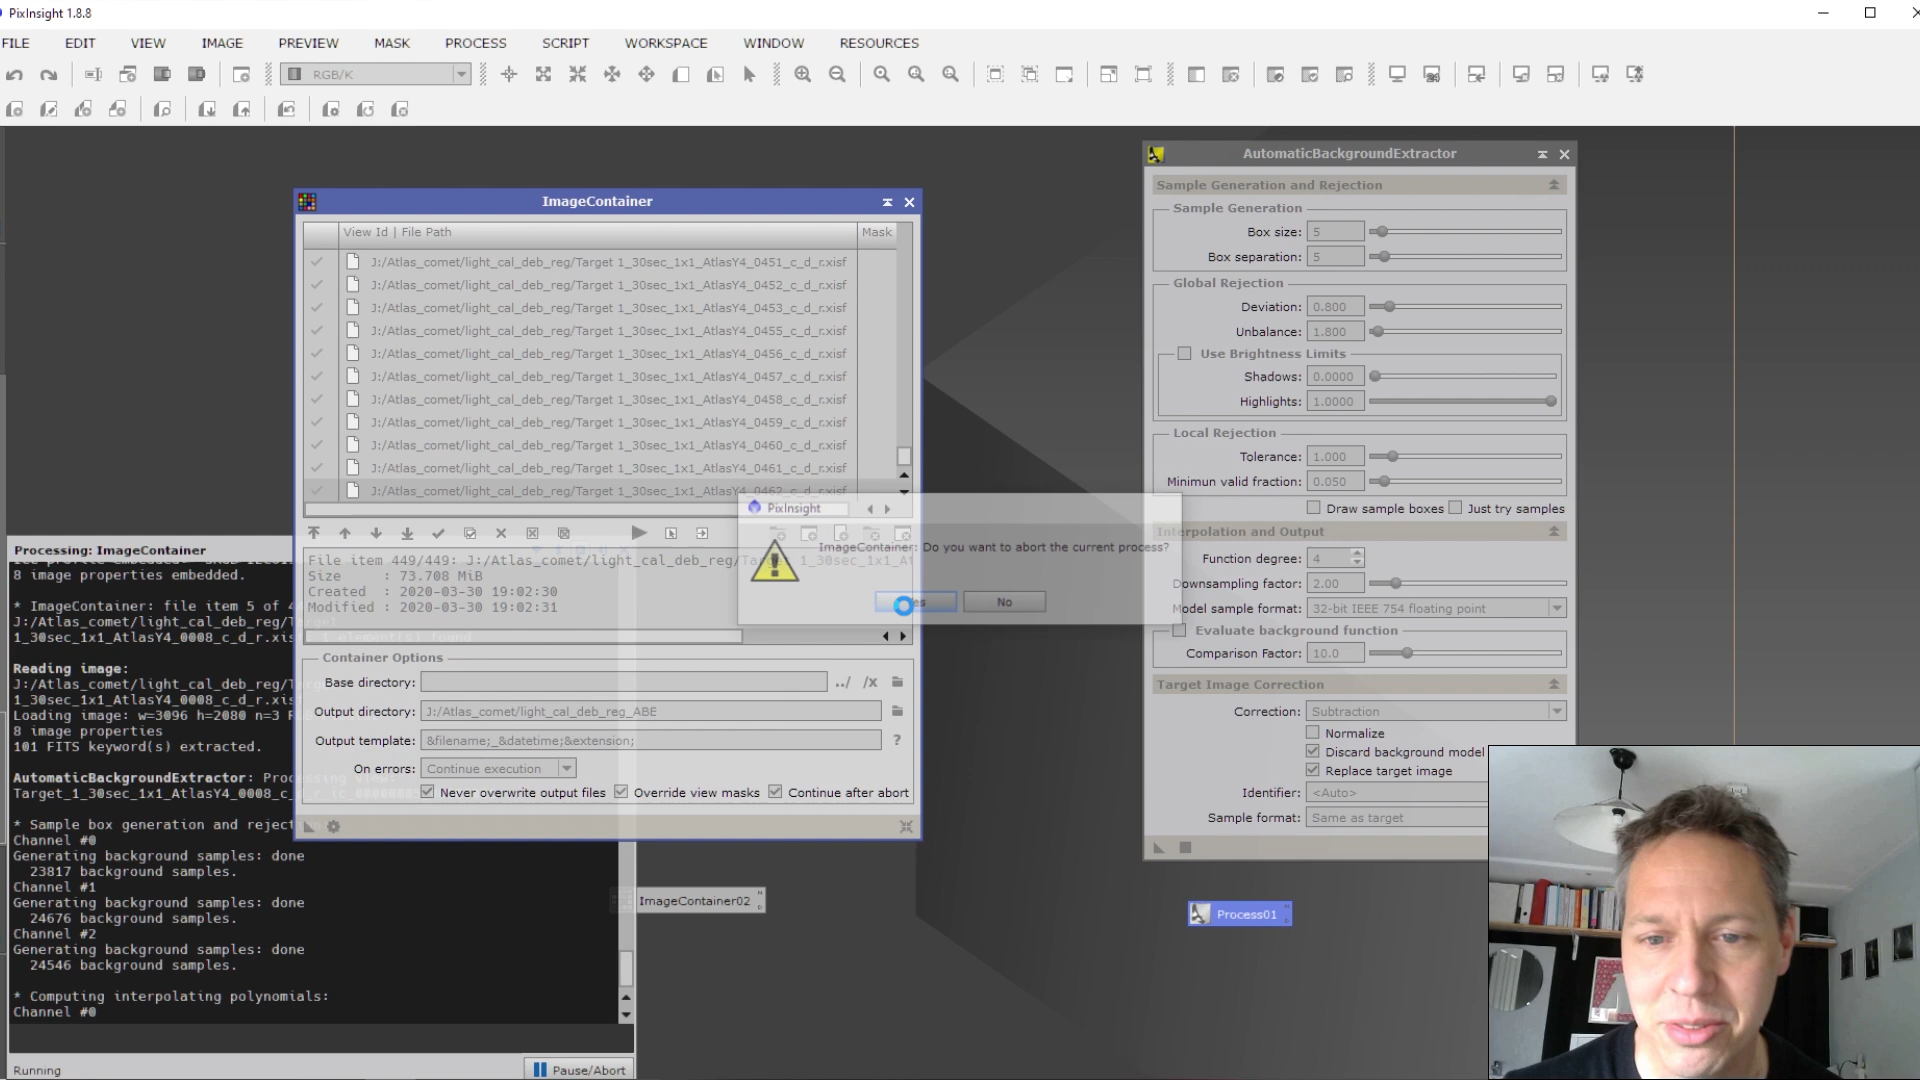 PixInsight 1.8.8
FILE EDIT VIEW IMAGE PREVIEW MASK PROCESS SCRIPT WORKSPACE WINDOW RESOURCES
RGB/K
ImageContainer
View Id | File Path Mask
J:/Atlas_comet/light_cal_deb_reg/Target 1_30sec_1x1_AtlasY4_0451_c_d_r.xisf
J:/Atlas_comet/light_cal_deb_reg/Target 1_30sec_1x1_AtlasY4_0452_c_d_r.xisf
J:/Atlas_comet/light_cal_deb_reg/Target 1_30sec_1x1_AtlasY4_0453_c_d_r.xisf
J:/Atlas_comet/light_cal_deb_reg/Target 1_30sec_1x1_AtlasY4_0455_c_d_r.xisf
J:/Atlas_comet/light_cal_deb_reg/Target 1_30sec_1x1_AtlasY4_0456_c_d_r.xisf
J:/Atlas_comet/light_cal_deb_reg/Target 1_30sec_1x1_AtlasY4_0457_c_d_r.xisf
J:/Atlas_comet/light_cal_deb_reg/Target 1_30sec_1x1_AtlasY4_0458_c_d_r.xisf
J:/Atlas_comet/light_cal_deb_reg/Target 1_30sec_1x1_AtlasY4_0459_c_d_r.xisf
J:/Atlas_comet/light_cal_deb_reg/Target 1_30sec_1x1_AtlasY4_0460_c_d_r.xisf
J:/Atlas_comet/light_cal_deb_reg/Target 1_30sec_1x1_AtlasY4_0461_c_d_r.xisf
J:/Atlas_comet/light_cal_deb_reg/Target 1_30sec_1x1_AtlasY4_0462_c_d_r.xisf
File item 449/449: J:/Atlas_comet/light_cal_deb_reg/
Size : 73.708 MiB
Created : 2020-03-30 19:02:30
Modified : 2020-03-30 19:02:31
Container Options
Base directory: ../ /X
Output directory: J:/Atlas_comet/light_cal_deb_reg_ABE
Output template: &filename;_&datetime;&extension; ?
On errors: Continue execution
Never overwrite output files Override view masks Continue after abort
PixInsight
ImageContainer: Do you want to abort the current process?
No
Processing: ImageContainer
8 image properties embedded.
* ImageContainer: file item 5 of
J:/Atlas_comet/light_cal_deb_reg/
1_30sec_1x1_AtlasY4_0008_c_d_r.xis
Reading image:
J:/Atlas_comet/light_cal_deb_reg/
1_30sec_1x1_AtlasY4_0008_c_d_r.xis
Loading image: w=3096 h=2080 n=3
8 image properties
101 FITS keyword(s) extracted.
AutomaticBackgroundExtractor: Processing
Target_1_30sec_1x1_AtlasY4_0008_c_d_r
* Sample box generation and reject
Channel #0
Generating background samples: done
23817 background samples.
Channel #1
Generating background samples: done
24676 background samples.
Channel #2
Generating background samples: done
24546 background samples.
* Computing interpolating polynomials:
Channel #0
Running
Pause/Abort
ImageContainer02
AutomaticBackgroundExtractor
Sample Generation and Rejection
Sample Generation
Box size: 5
Box separation: 5
Global Rejection
Deviation: 0.800
Unbalance: 1.800
Use Brightness Limits
Shadows: 0.0000
Highlights: 1.0000
Local Rejection
Tolerance: 1.000
Minimun valid fraction: 0.050
Draw sample boxes Just try samples
Interpolation and Output
Function degree: 4
Downsampling factor: 2.00
Model sample format: 32-bit IEEE 754 floating point
Evaluate background function
Comparison Factor: 10.0
Target Image Correction
Correction: Subtraction
Normalize
Discard background model
Replace target image
Identifier: <Auto>
Sample format: Same as target
Process01